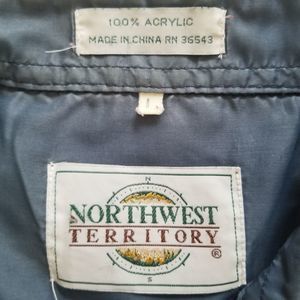 100% ACRYLIC
MADE IN CHINA RN 36543
L
N
NORTHWEST
TERRITORY
®
S